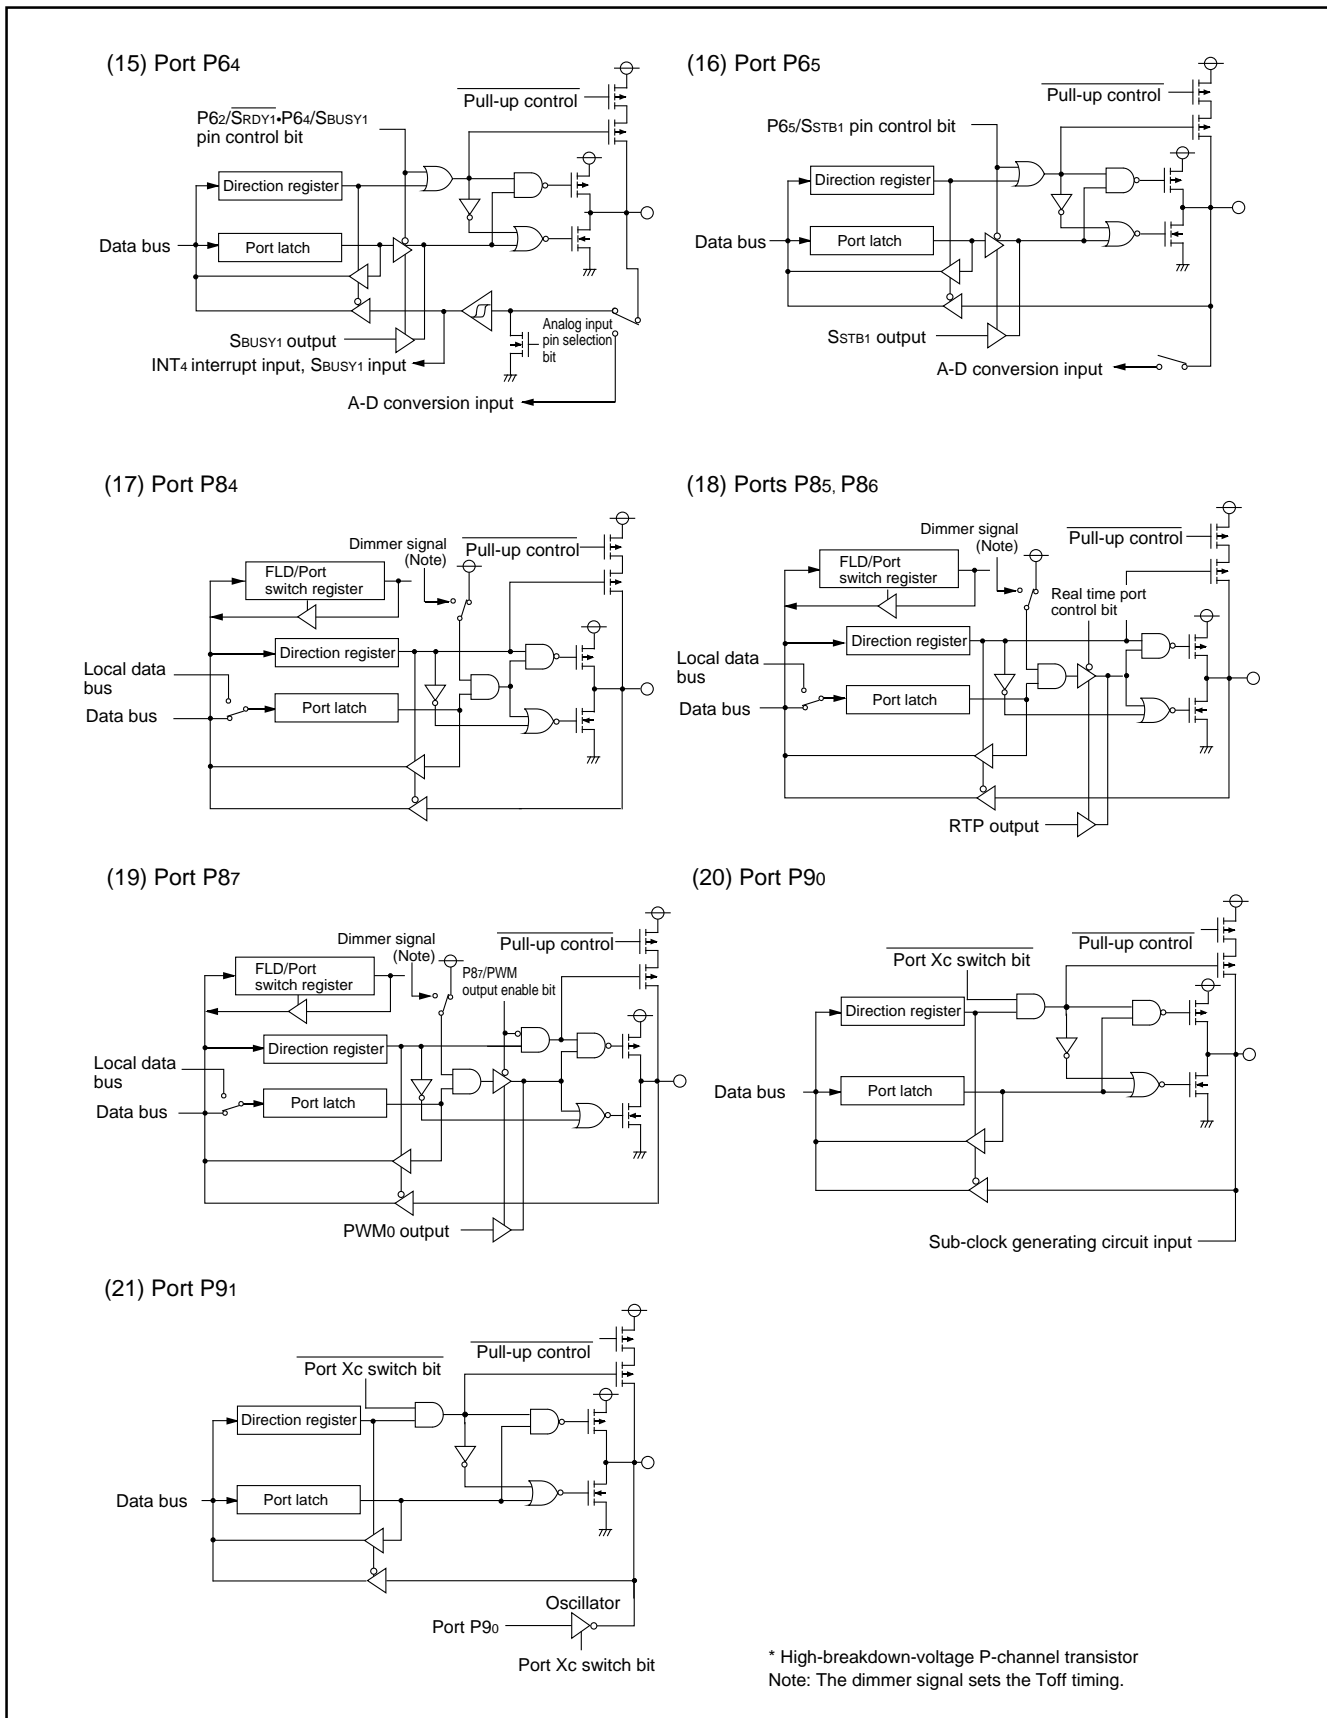 (15) Port P64
Pull-up control
P62/SRDY1•P64/SBUSY1
pin control bit
Direction register
Data bus
Port latch
SBUSY1 output
Analog input
pin selection
bit
INT4 interrupt input, SBUSY1 input
A-D conversion input
(16) Port P65
Pull-up control
P65/SSTB1 pin control bit
Direction register
Data bus
Port latch
SSTB1 output
A-D conversion input
(17) Port P84
Dimmer signal
(Note)
Pull-up control
FLD/Port
switch register
Direction register
Local data
bus
Data bus
Port latch
(18) Ports P85, P86
Dimmer signal
(Note)
Pull-up control
FLD/Port
switch register
Real time port
control bit
Direction register
Local data
bus
Data bus
Port latch
RTP output
(19) Port P87
Dimmer signal
(Note)
Pull-up control
FLD/Port
switch register
P87/PWM
output enable bit
Direction register
Local data
bus
Data bus
Port latch
PWM0 output
(20) Port P90
Pull-up control
Port Xc switch bit
Direction register
Data bus
Port latch
Sub-clock generating circuit input
(21) Port P91
Pull-up control
Port Xc switch bit
Direction register
Data bus
Port latch
Oscillator
Port P90
Port Xc switch bit
* High-breakdown-voltage P-channel transistor
Note: The dimmer signal sets the Toff timing.